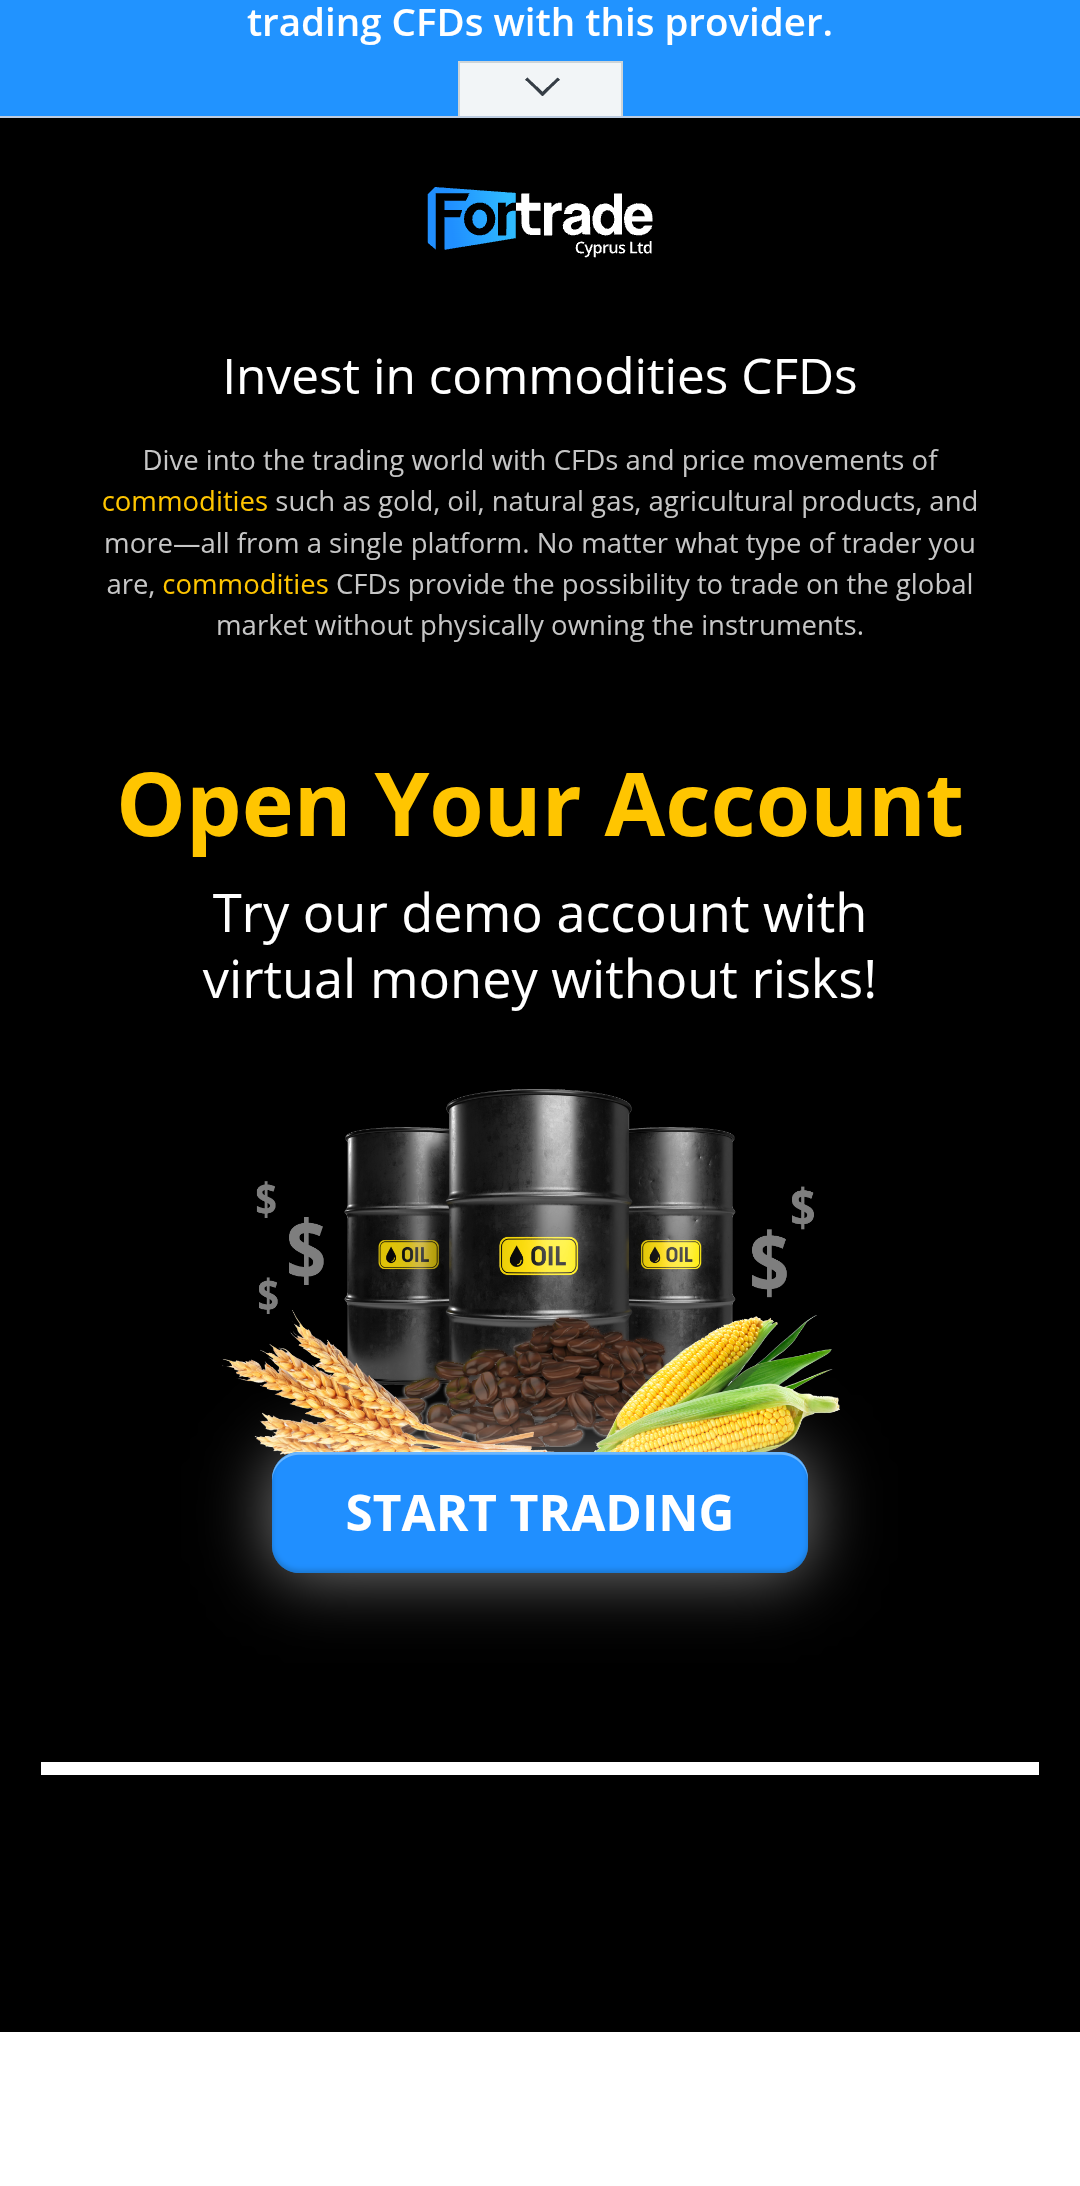 trading CFDs with this provider.
Fortrade
Cyprus Ltd
Invest in commodities CFDs
Dive into the trading world with CFDs and price movements of
commodities such as gold, oil, natural gas, agricultural products, and
more—all from a single platform. No matter what type of trader you
are, commodities CFDs provide the possibility to trade on the global
market without physically owning the instruments.
Open Your Account
Try our demo account with
virtual money without risks!
$ $ $ $ $
OIL OIL OIL
START TRADING